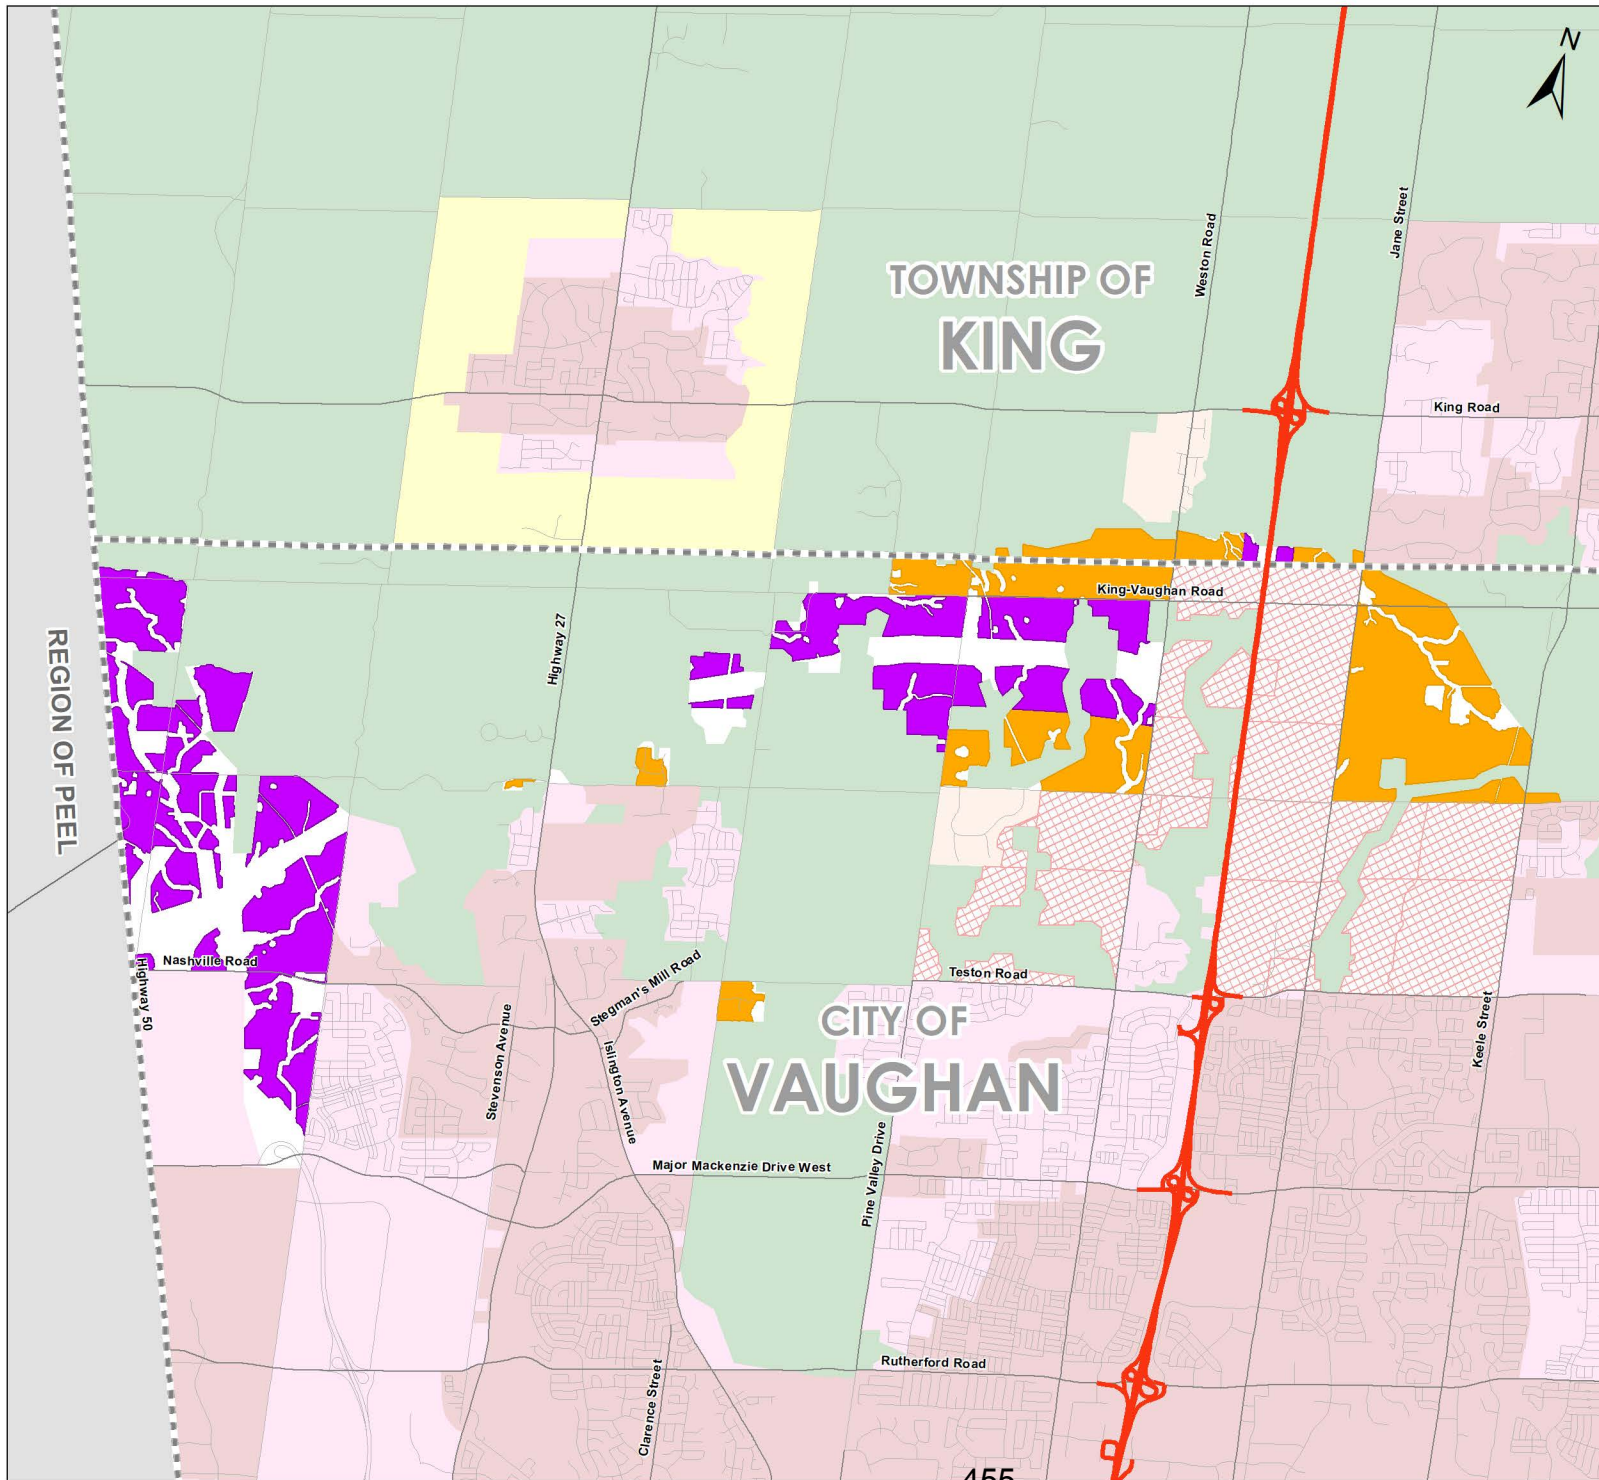 N
Weston Road
Jane Street
TOWNSHIP OF
KING
King Road
King-Vaughan Road
Highway 27
REGION OF PEEL
Nashville Road
Highway 50
Stegman's Mill Road
Teston Road
Stevenson Avenue
Islington Avenue
CITY OF
VAUGHAN
Keele Street
Pine Valley Drive
Major Mackenzie Drive West
Rutherford Road
Clarence Street
455